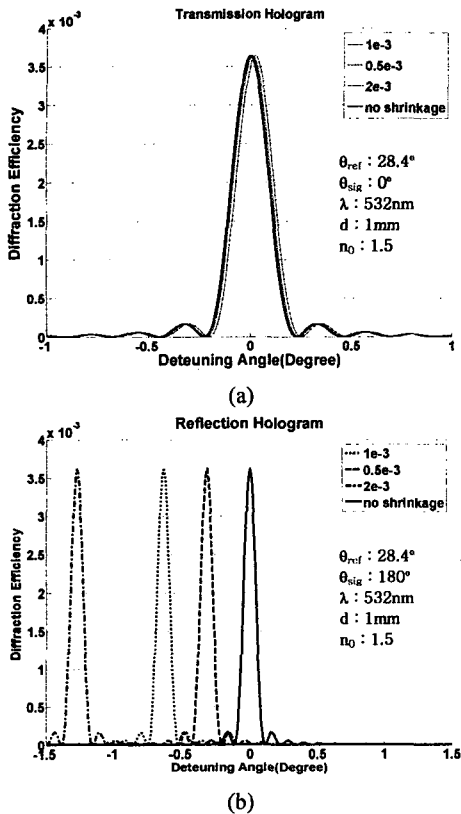 Transmission Hologram
x 10⁻³
4
3.5
3
2.5
2
1.5
1
0.5
0
-1
-0.5
0
0.5
1
Diffraction Efficiency
Deteuning Angle(Degree)
1e-3
0.5e-3
2e-3
no shrinkage
θref : 28.4°
θsig : 0°
λ : 532nm
d : 1mm
n₀ : 1.5
(a)
Reflection Hologram
x 10⁻³
4
3.5
3
2.5
2
1.5
1
0.5
0
-1.5
-1
-0.5
0
0.5
1
1.5
Diffraction Efficiency
Deteuning Angle(Degree)
1e-3
0.5e-3
2e-3
no shrinkage
θref : 28.4°
θsig : 180°
λ : 532nm
d : 1mm
n₀ : 1.5
(b)